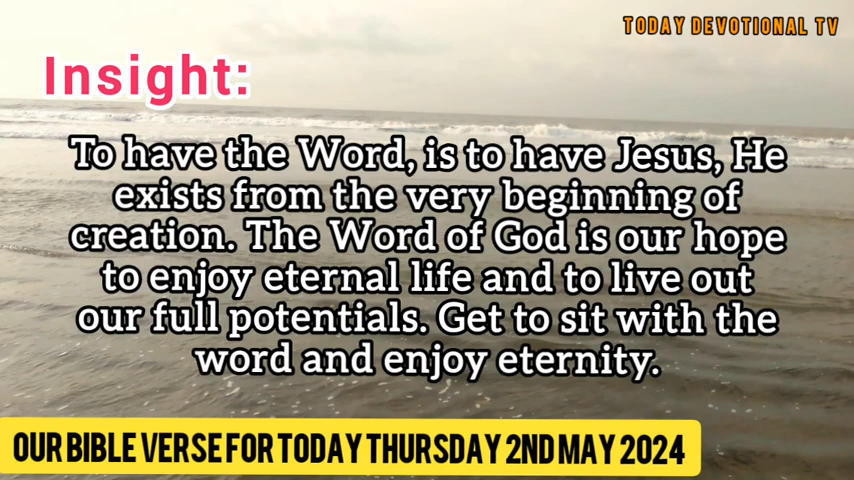 TODAY DEVOTIONAL TV
Insight:
To have the Word, is to have Jesus, He
exists from the very beginning of
creation. The Word of God is our hope
to enjoy eternal life and to live out
our full potentials. Get to sit with the
word and enjoy eternity.
OUR BIBLE VERSE FOR TODAY THURSDAY 2ND MAY 2024